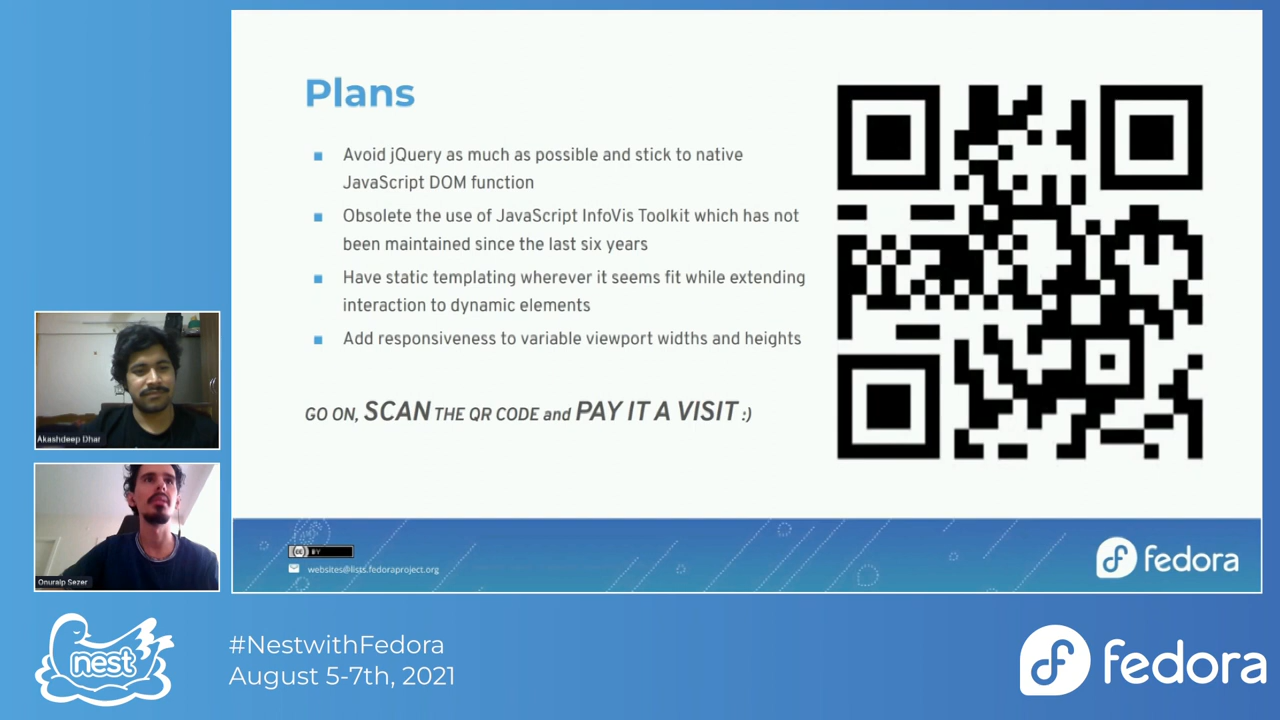 Plans
Avoid jQuery as much as possible and stick to native
JavaScript DOM function
Obsolete the use of JavaScript InfoVis Toolkit which has not
been maintained since the last six years
Have static templating wherever it seems fit while extending
interaction to dynamic elements
Add responsiveness to variable viewport widths and heights
GO ON, SCAN THE QR CODE and PAY IT A VISIT :)
Akashdeep Dhar
Onuralp Sezer
cc BY
websites@lists.fedoraproject.org
fedora
nest
#NestwithFedora
August 5-7th, 2021
fedora